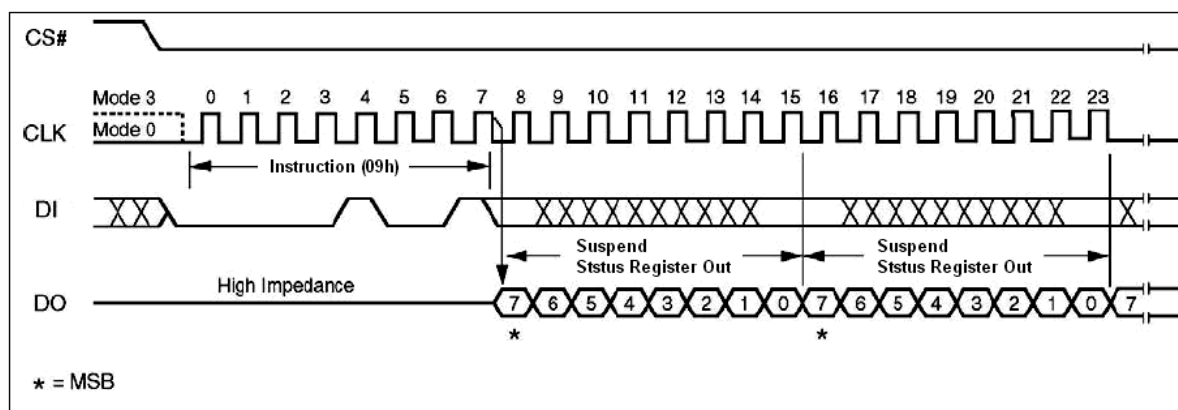 CS#
Mode 3
0 1 2 3 4 5 6 7 8 9 10 11 12 13 14 15 16 17 18 19 20 21 22 23
CLK
Mode 0
Instruction (09h)
DI
Suspend
Ststus Register Out
Suspend
Ststus Register Out
High Impedance
DO
7 6 5 4 3 2 1 0 7 6 5 4 3 2 1 0 7
* *
* = MSB